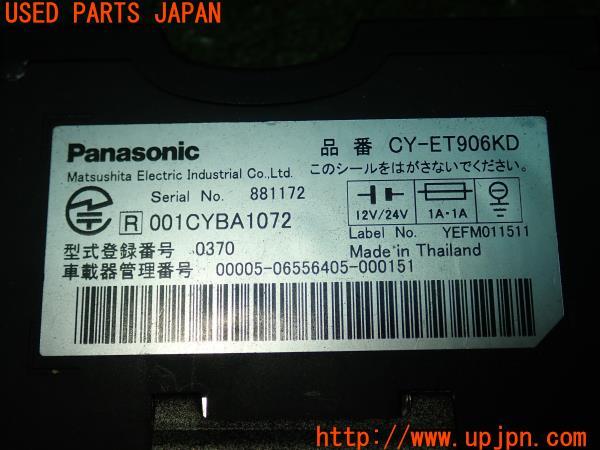 USED PARTS JAPAN
Panasonic
品番 CY-ET906KD
Matsushita Electric Industrial Co.,Ltd.
このシールをはがさないでください。
Serial No. 881172
R 001CYBA1072
12V/24V
1A・1A
Label No. YEFM011511
型式登録番号 0370
Made in Thailand
車載器管理番号 00005-06556405-000151
http://www.upjpn.com/